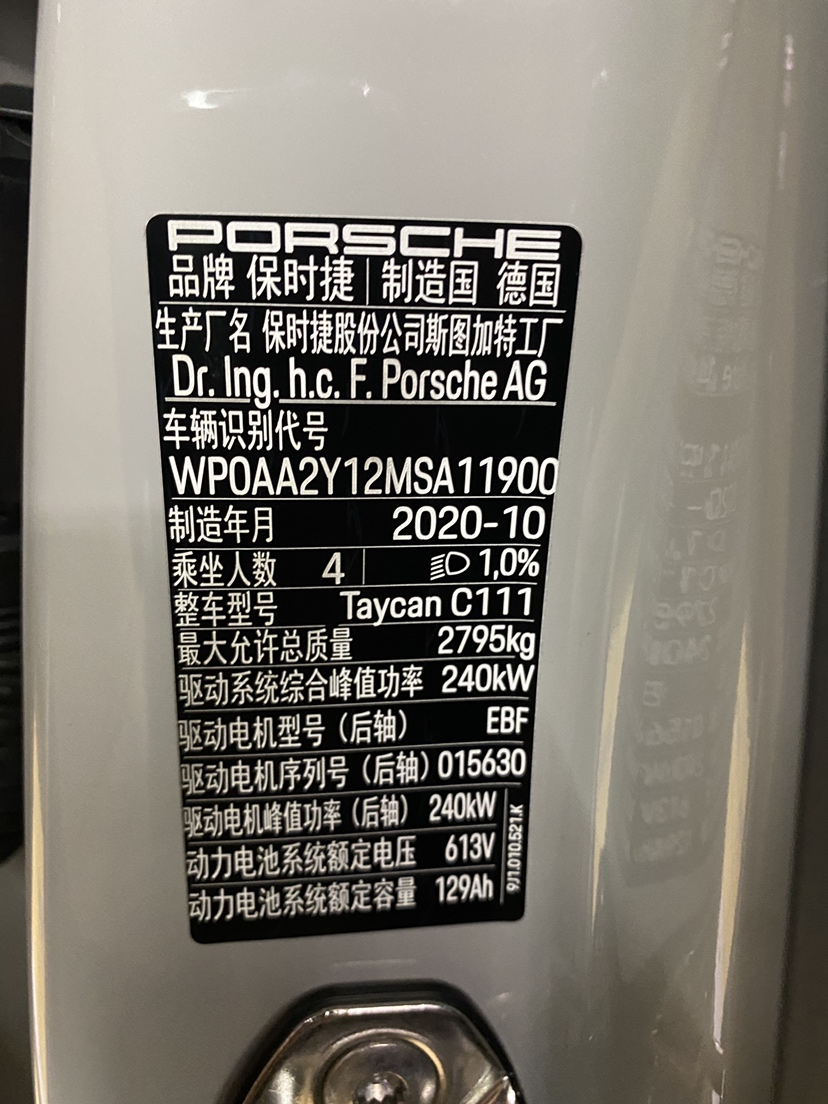 PORSCHE
品牌 保时捷 制造国 德国
生产厂名 保时捷股份公司斯图加特工厂
Dr. Ing. h.c. F. Porsche AG
车辆识别代号
WP0AA2Y12MSA11900
制造年月 2020-10
乘坐人数 4 1,0%
整车型号 Taycan C111
最大允许总质量 2795kg
驱动系统综合峰值功率 240kW
驱动电机型号（后轴） EBF
驱动电机序列号（后轴）015630
驱动电机峰值功率（后轴） 240kW
动力电池系统额定电压 613V
动力电池系统额定容量 129Ah
9J1.010.521.K